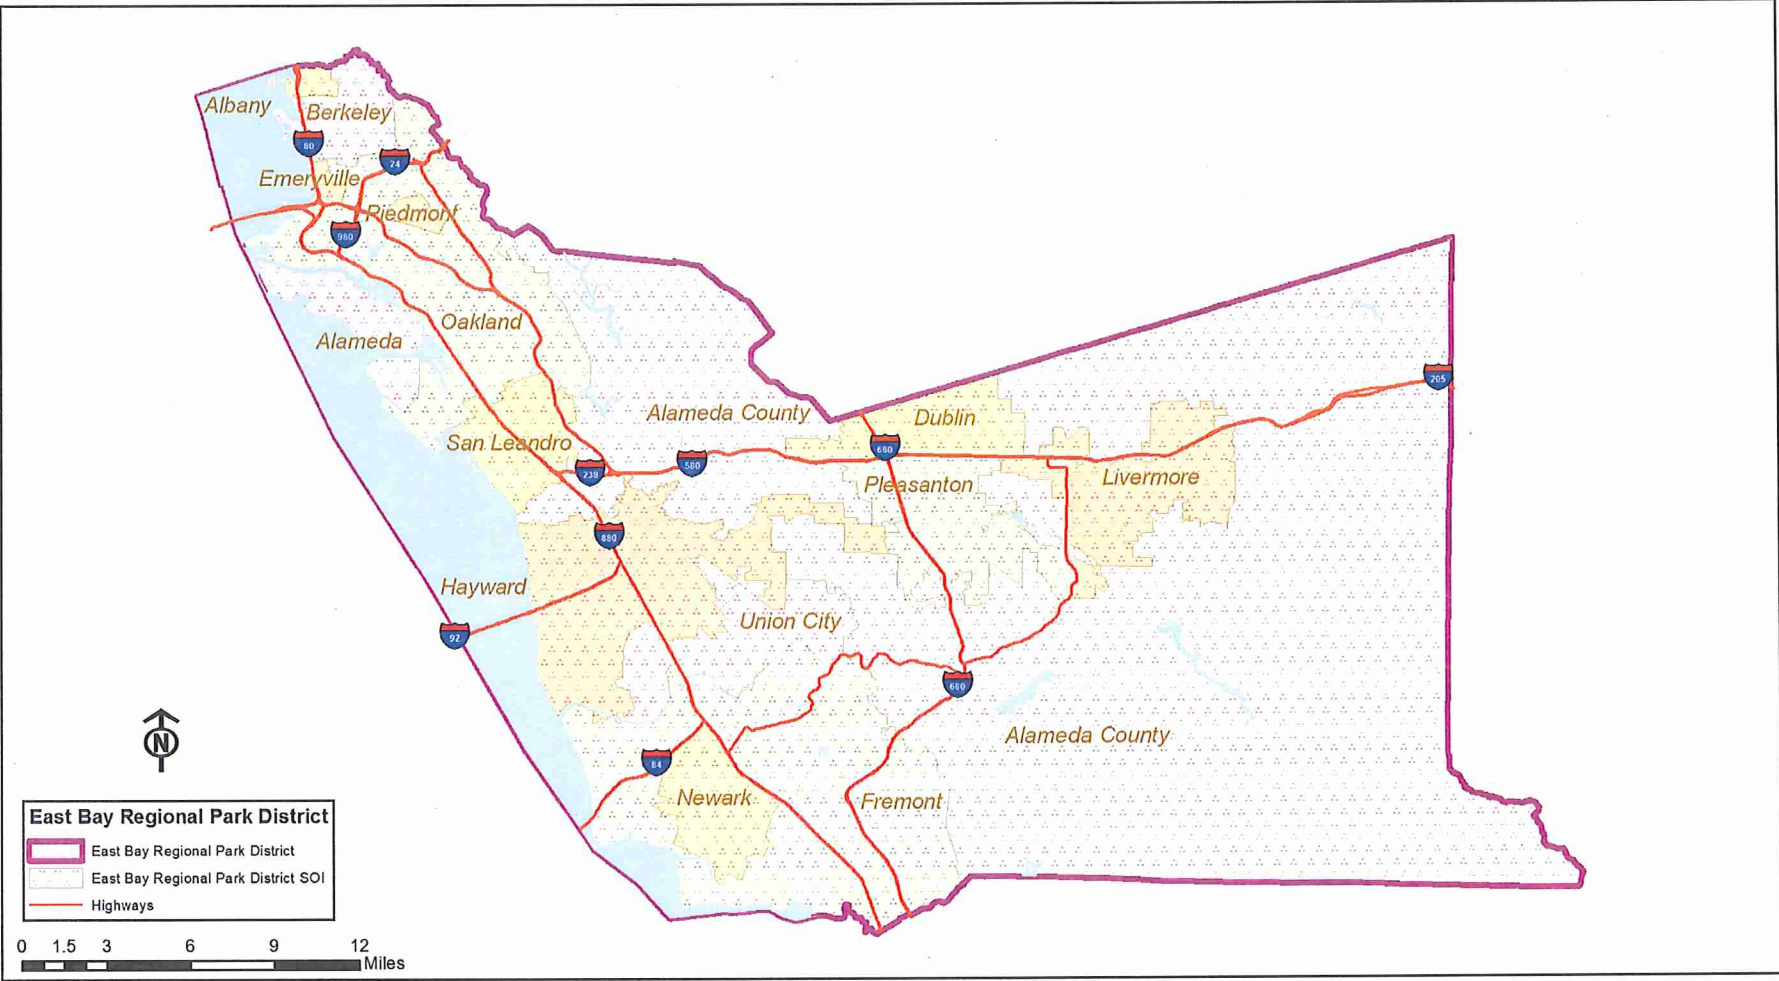 Albany
Berkeley
80
24
Emeryville
Piedmont
980
Oakland
Alameda
205
Alameda County
Dublin
San Leandro
680
580
238
Pleasanton
Livermore
880
Hayward
Union City
92
680
Alameda County
84
Newark
Fremont
N
East Bay Regional Park District
East Bay Regional Park District
East Bay Regional Park District SOI
Highways
0 1.5 3 6 9 12
Miles